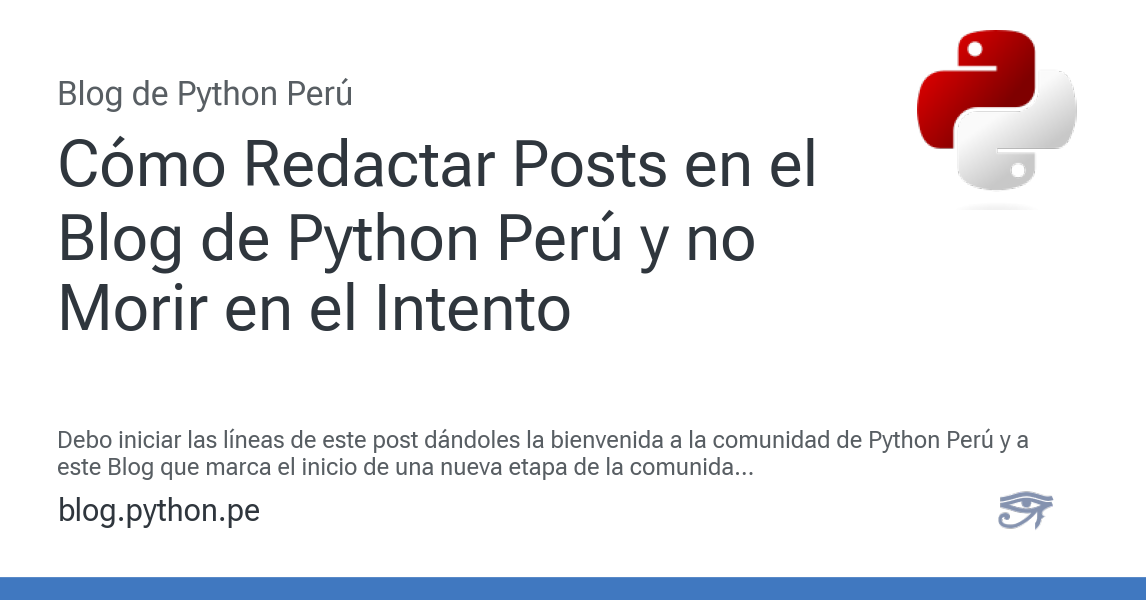 Blog de Python Perú
Cómo Redactar Posts en el
Blog de Python Perú y no
Morir en el Intento
Debo iniciar las líneas de este post dándoles la bienvenida a la comunidad de Python Perú y a
este Blog que marca el inicio de una nueva etapa de la comunida...
blog.python.pe